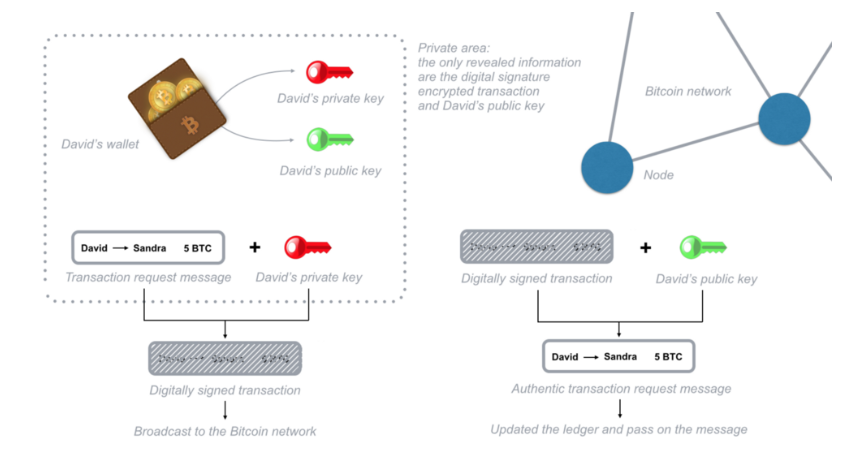 Private area:
the only revealed information
are the digital signature
encrypted transaction
and David's public key
David's wallet
David's private key
David's public key
David → Sandra 5 BTC
+
Transaction request message
David's private key
Digitally signed transaction
Broadcast to the Bitcoin network
Bitcoin network
Node
+
Digitally signed transaction
David's public key
David → Sandra 5 BTC
Authentic transaction request message
Updated the ledger and pass on the message